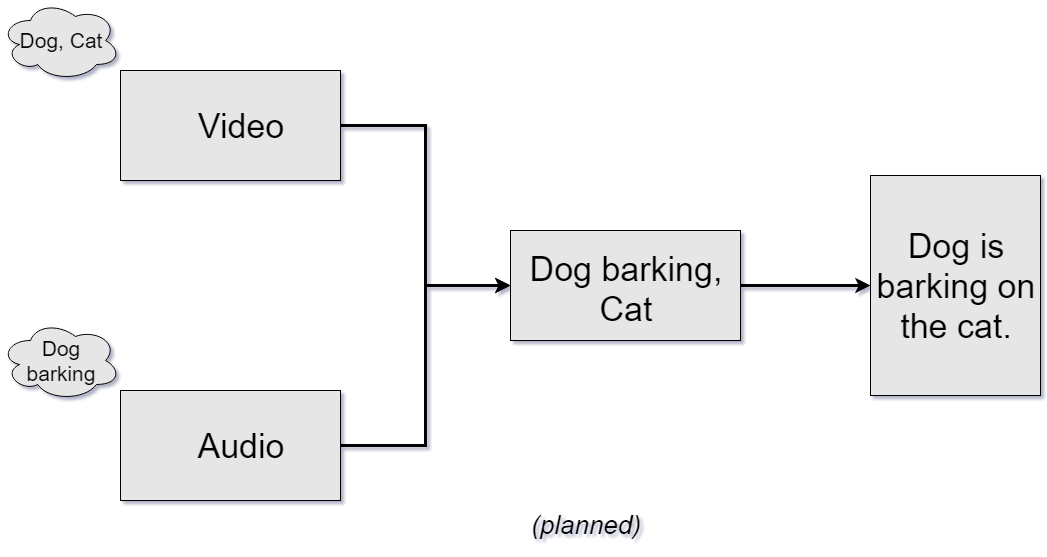 Dog, Cat
Video
Dog
barking
Audio
Dog barking,
Cat
Dog is
barking on
the cat.
(planned)